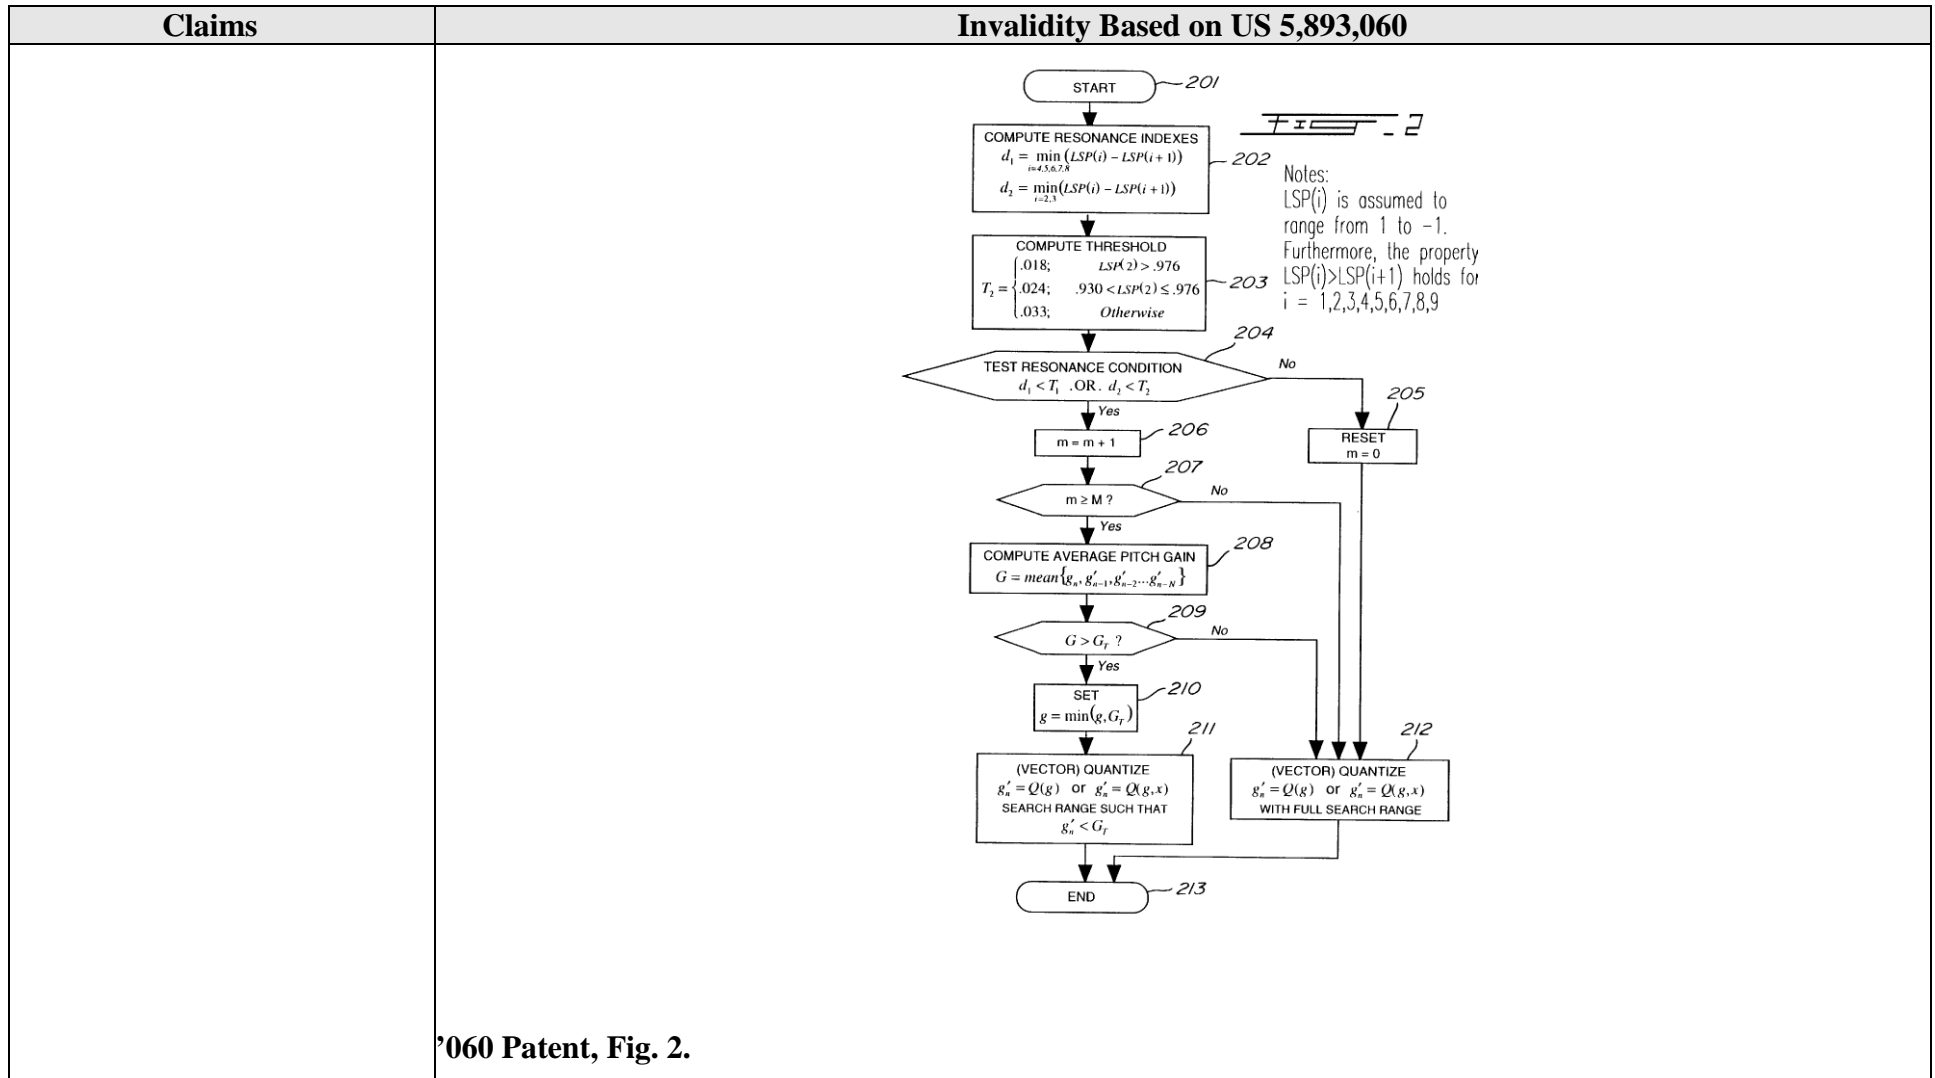 Claims
Invalidity Based on US 5,893,060
START
201
FIG. 2
COMPUTE RESONANCE INDEXES
d₁ = min (LSP(i) − LSP(i + 1))
i=4,5,6,7,8
d₂ = min (LSP(i) − LSP(i + 1))
i=2,3
202
Notes:
LSP(i) is assumed to
range from 1 to −1.
Furthermore, the property
LSP(i)>LSP(i+1) holds for
i = 1,2,3,4,5,6,7,8,9
COMPUTE THRESHOLD
.018; LSP(2) > .976
T₂ = { .024; .930 < LSP(2) ≤ .976
.033; Otherwise
203
204
TEST RESONANCE CONDITION
d₁ < T₁ .OR. d₂ < T₂
No
Yes
205
RESET
m = 0
206
m = m + 1
207
m ≥ M ?
No
Yes
208
COMPUTE AVERAGE PITCH GAIN
G = mean{gₙ, g′ₙ₋₁, g′ₙ₋₂...g′ₙ₋N}
209
G > G_T ?
No
Yes
210
SET
g = min(g, G_T)
211
(VECTOR) QUANTIZE
g′ₙ = Q(g) or g′ₙ = Q(g,x)
SEARCH RANGE SUCH THAT
g′ₙ < G_T
212
(VECTOR) QUANTIZE
g′ₙ = Q(g) or g′ₙ = Q(g,x)
WITH FULL SEARCH RANGE
END
213
’060 Patent, Fig. 2.